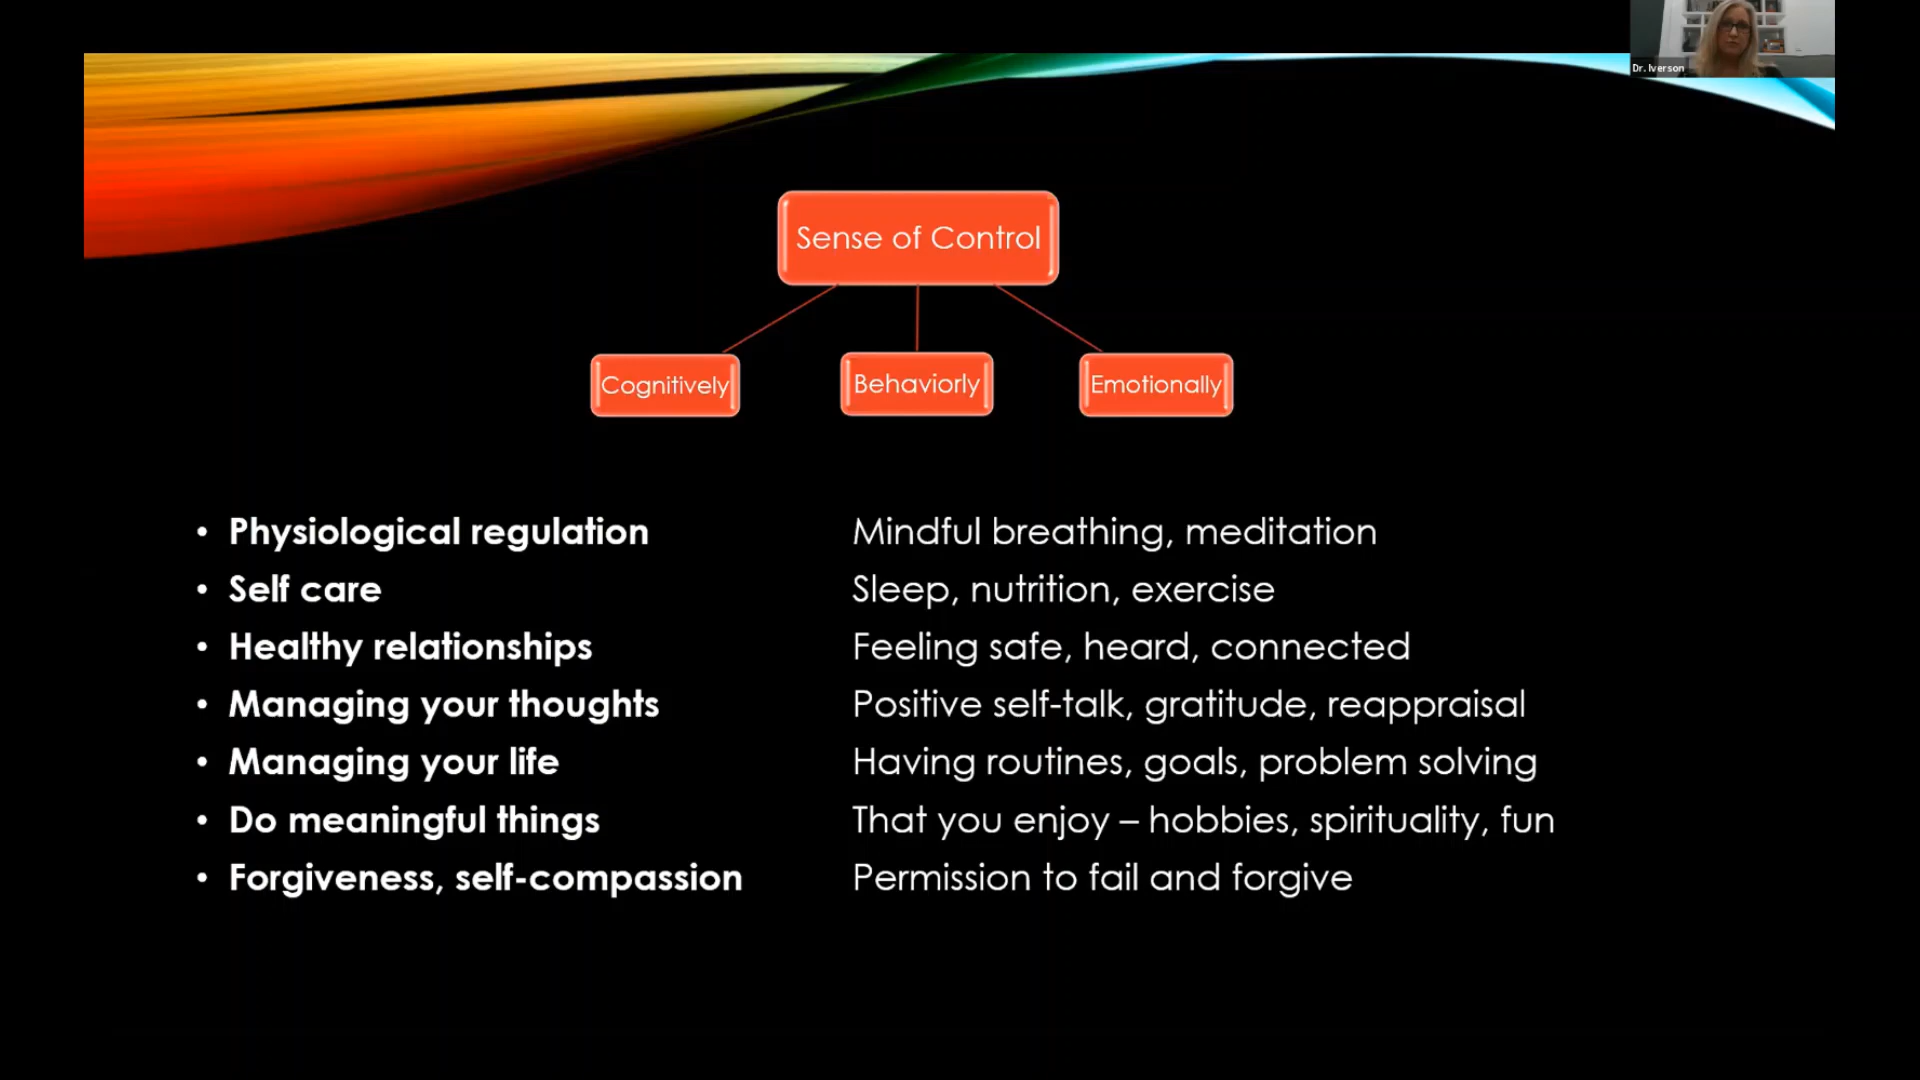 Dr. Iverson
Sense of Control
Cognitively
Behaviorly
Emotionally
• Physiological regulation Mindful breathing, meditation
• Self care Sleep, nutrition, exercise
• Healthy relationships Feeling safe, heard, connected
• Managing your thoughts Positive self-talk, gratitude, reappraisal
• Managing your life Having routines, goals, problem solving
• Do meaningful things That you enjoy – hobbies, spirituality, fun
• Forgiveness, self-compassion Permission to fail and forgive